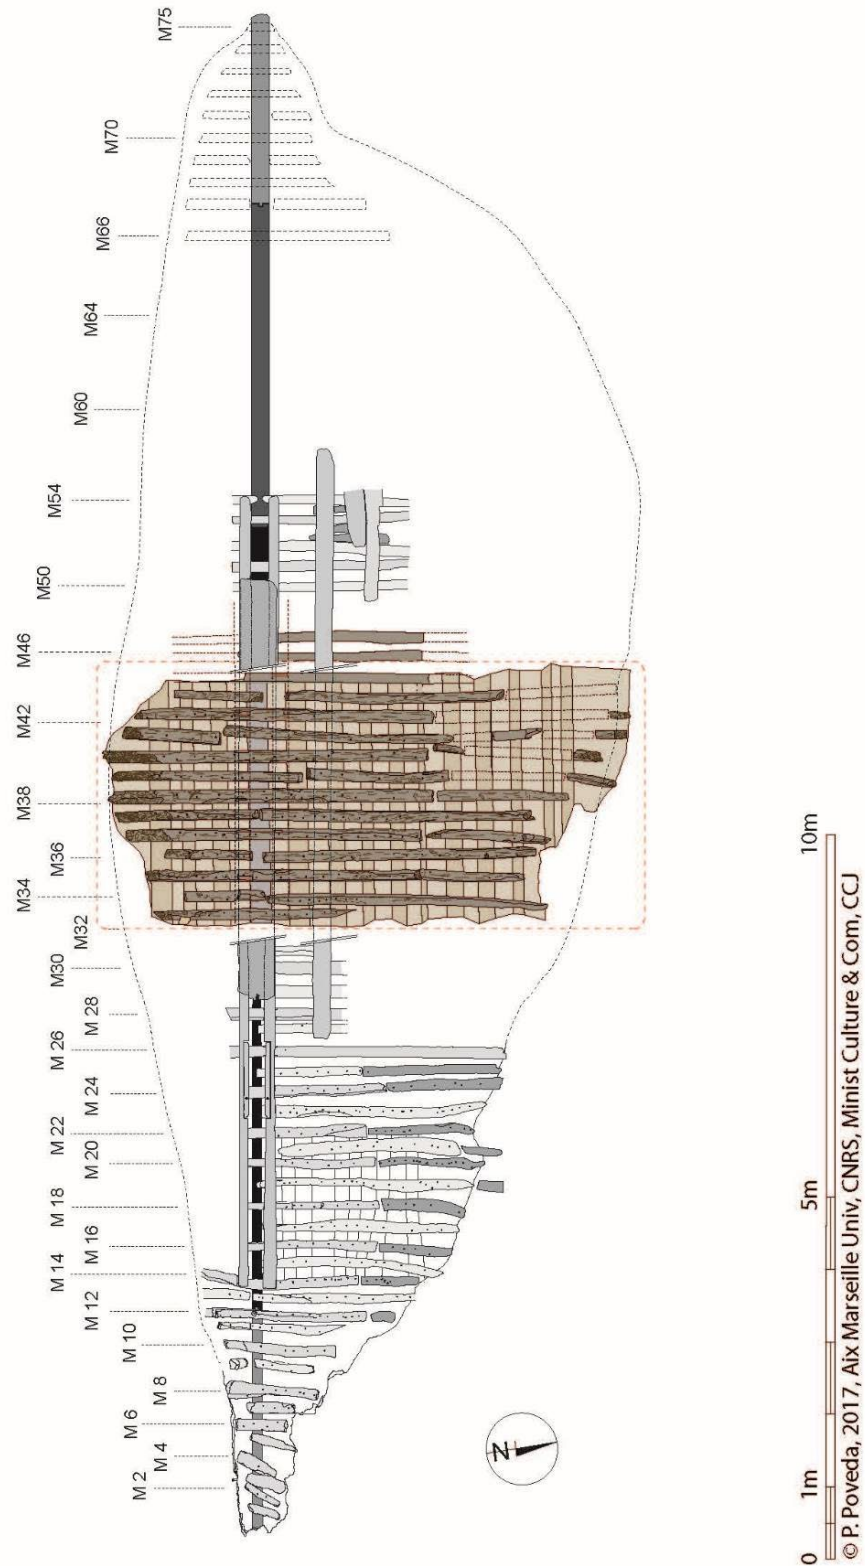 M 2
M 4
M 6
M 8
M 10
M 12
M 14
M 16
M 18
M 20
M 22
M 24
M 26
M 28
M30
M32
M34
M36
M38
M42
M46
M50
M54
M60
M64
M66
M70
M75
N
0 1m 5m 10m
© P. Poveda, 2017, Aix Marseille Univ, CNRS, Minist Culture & Com, CCJ